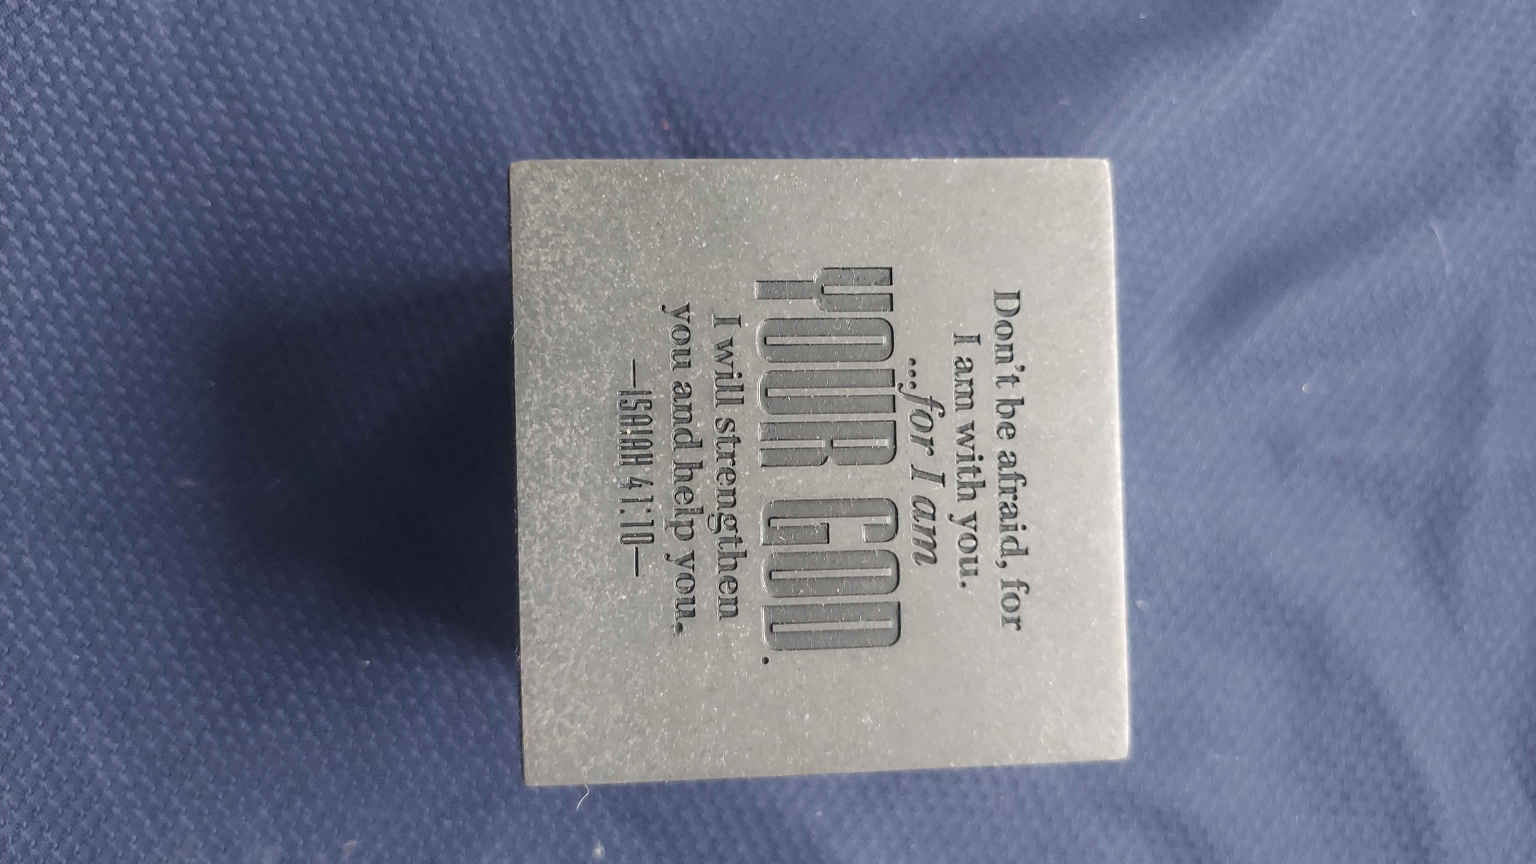 Don't be afraid, for
I am with you.
...for I am
YOUR GOD.
I will strengthen
you and help you.
—ISAIAH 41:10—